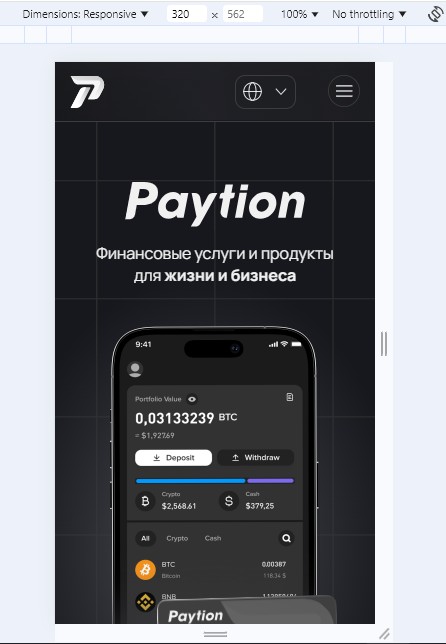 Dimensions: Responsive ▼ 320 x 562 100% ▼ No throttling ▼
Paytion
Финансовые услуги и продукты
для жизни и бизнеса
9:41
Portfolio Value
0,03133239 BTC
≈ $1,927.69
Deposit Withdraw
Crypto Cash
$2,568.61 $379,25
All Crypto Cash
BTC 0.00387
Bitcoin 118.34 $
BNB
Paytion